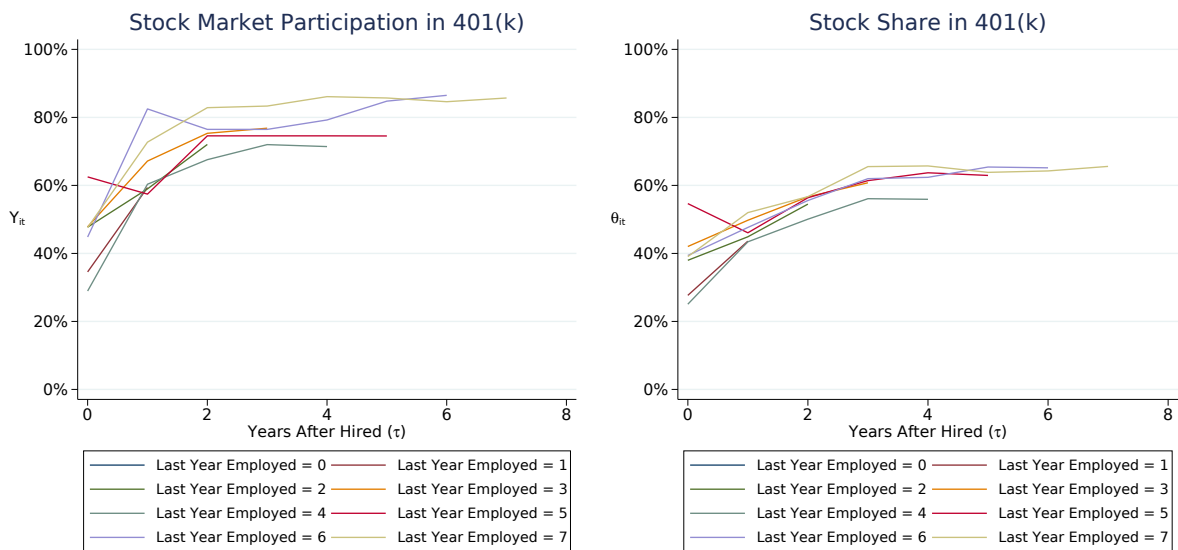 Stock Market Participation in 401(k)
100%
80%
60%
40%
20%
0%
Yit
0 2 4 6 8
Years After Hired (τ)
Last Year Employed = 0 Last Year Employed = 1
Last Year Employed = 2 Last Year Employed = 3
Last Year Employed = 4 Last Year Employed = 5
Last Year Employed = 6 Last Year Employed = 7
Stock Share in 401(k)
100%
80%
60%
40%
20%
0%
θit
0 2 4 6 8
Years After Hired (τ)
Last Year Employed = 0 Last Year Employed = 1
Last Year Employed = 2 Last Year Employed = 3
Last Year Employed = 4 Last Year Employed = 5
Last Year Employed = 6 Last Year Employed = 7